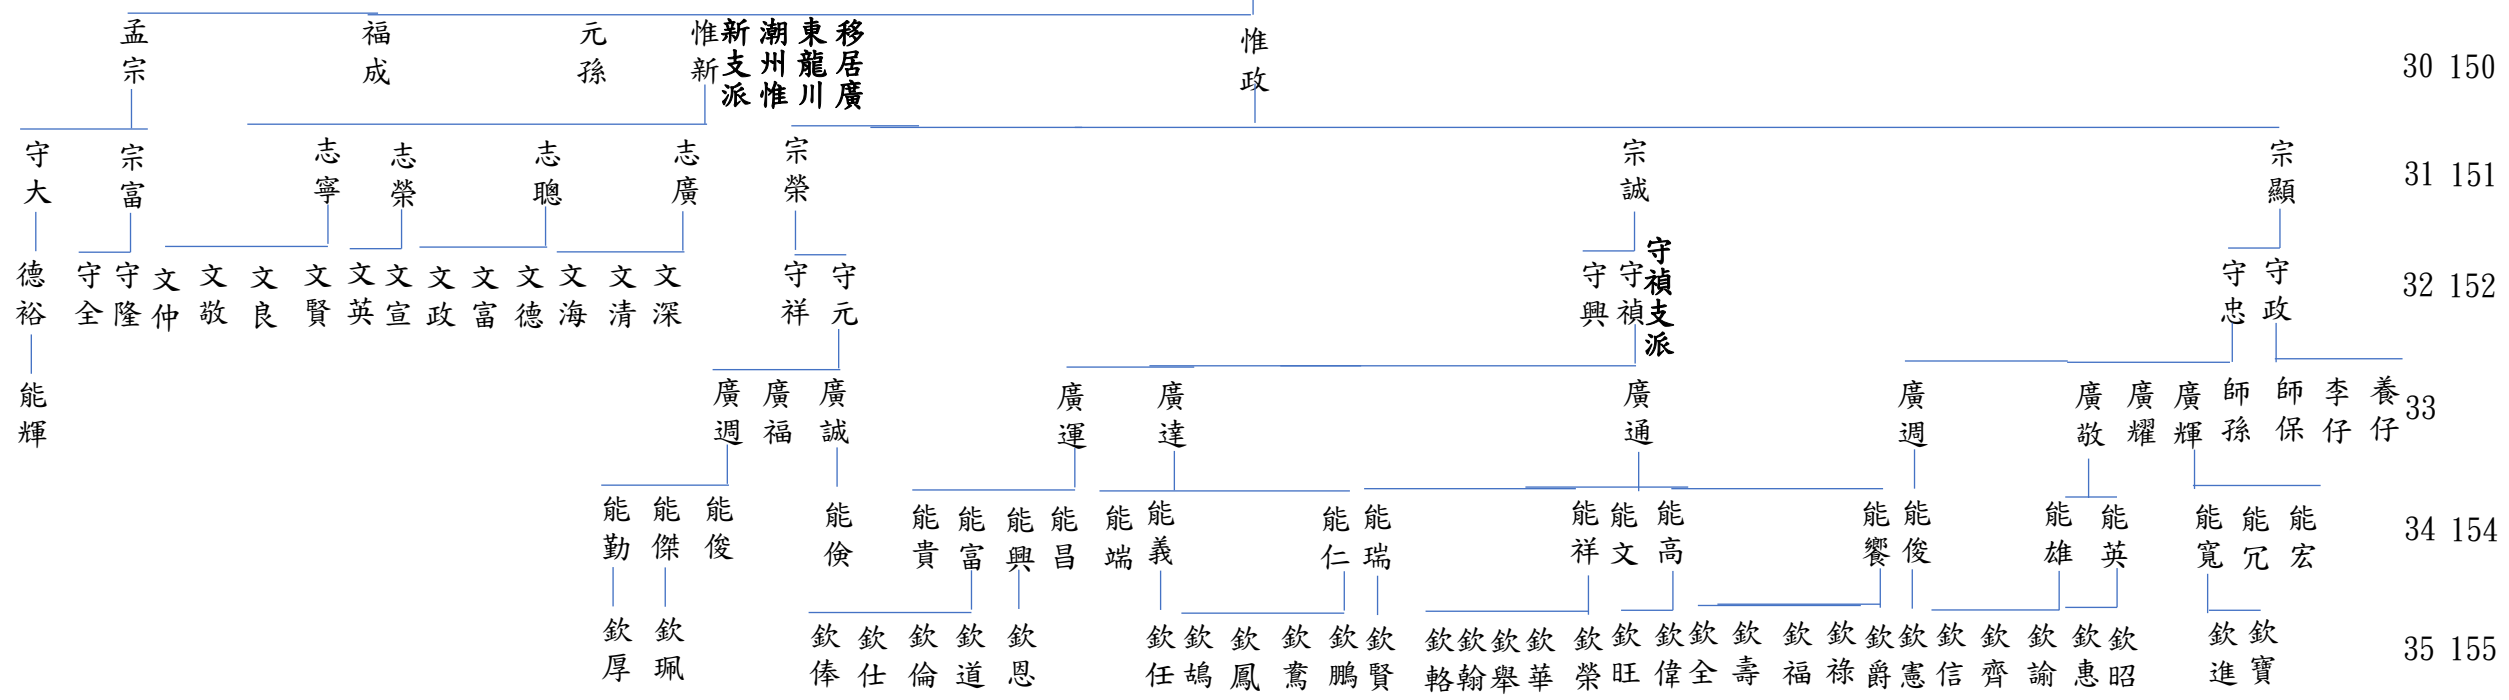 孟宗 福成 元孫 惟新 新支派 潮州惟 東龍川 移居廣 惟政 30 150
守大 宗富 志寧 志榮 志聰 志廣 宗榮 宗誠 宗顯 31 151
德裕 守全 守隆 文仲 文敬 文良 文賢 文英 文宣 文政 文富 文德 文海 文清 文深 守祥 守元 守興 守禎 守禎支派 守忠 守政 32 152
能輝 廣週 廣福 廣誠 廣運 廣達 廣通 廣週 廣敬 廣耀 廣輝 師孫 師保 李仔 養仔 33
能勤 能傑 能俊 能儉 能貴 能富 能興 能昌 能端 能義 能仁 能瑞 能祥 能文 能高 能饗 能俊 能雄 能英 能寬 能冗 能宏 34 154
欽厚 欽珮 欽俸 欽仕 欽倫 欽道 欽恩 欽任 欽鴣 欽鳳 欽鴦 欽鵬 欽賢 欽輅 欽翰 欽舉 欽華 欽榮 欽旺 欽偉 欽全 欽壽 欽福 欽祿 欽爵 欽憲 欽信 欽齊 欽諭 欽惠 欽昭 欽進 欽寶 35 155